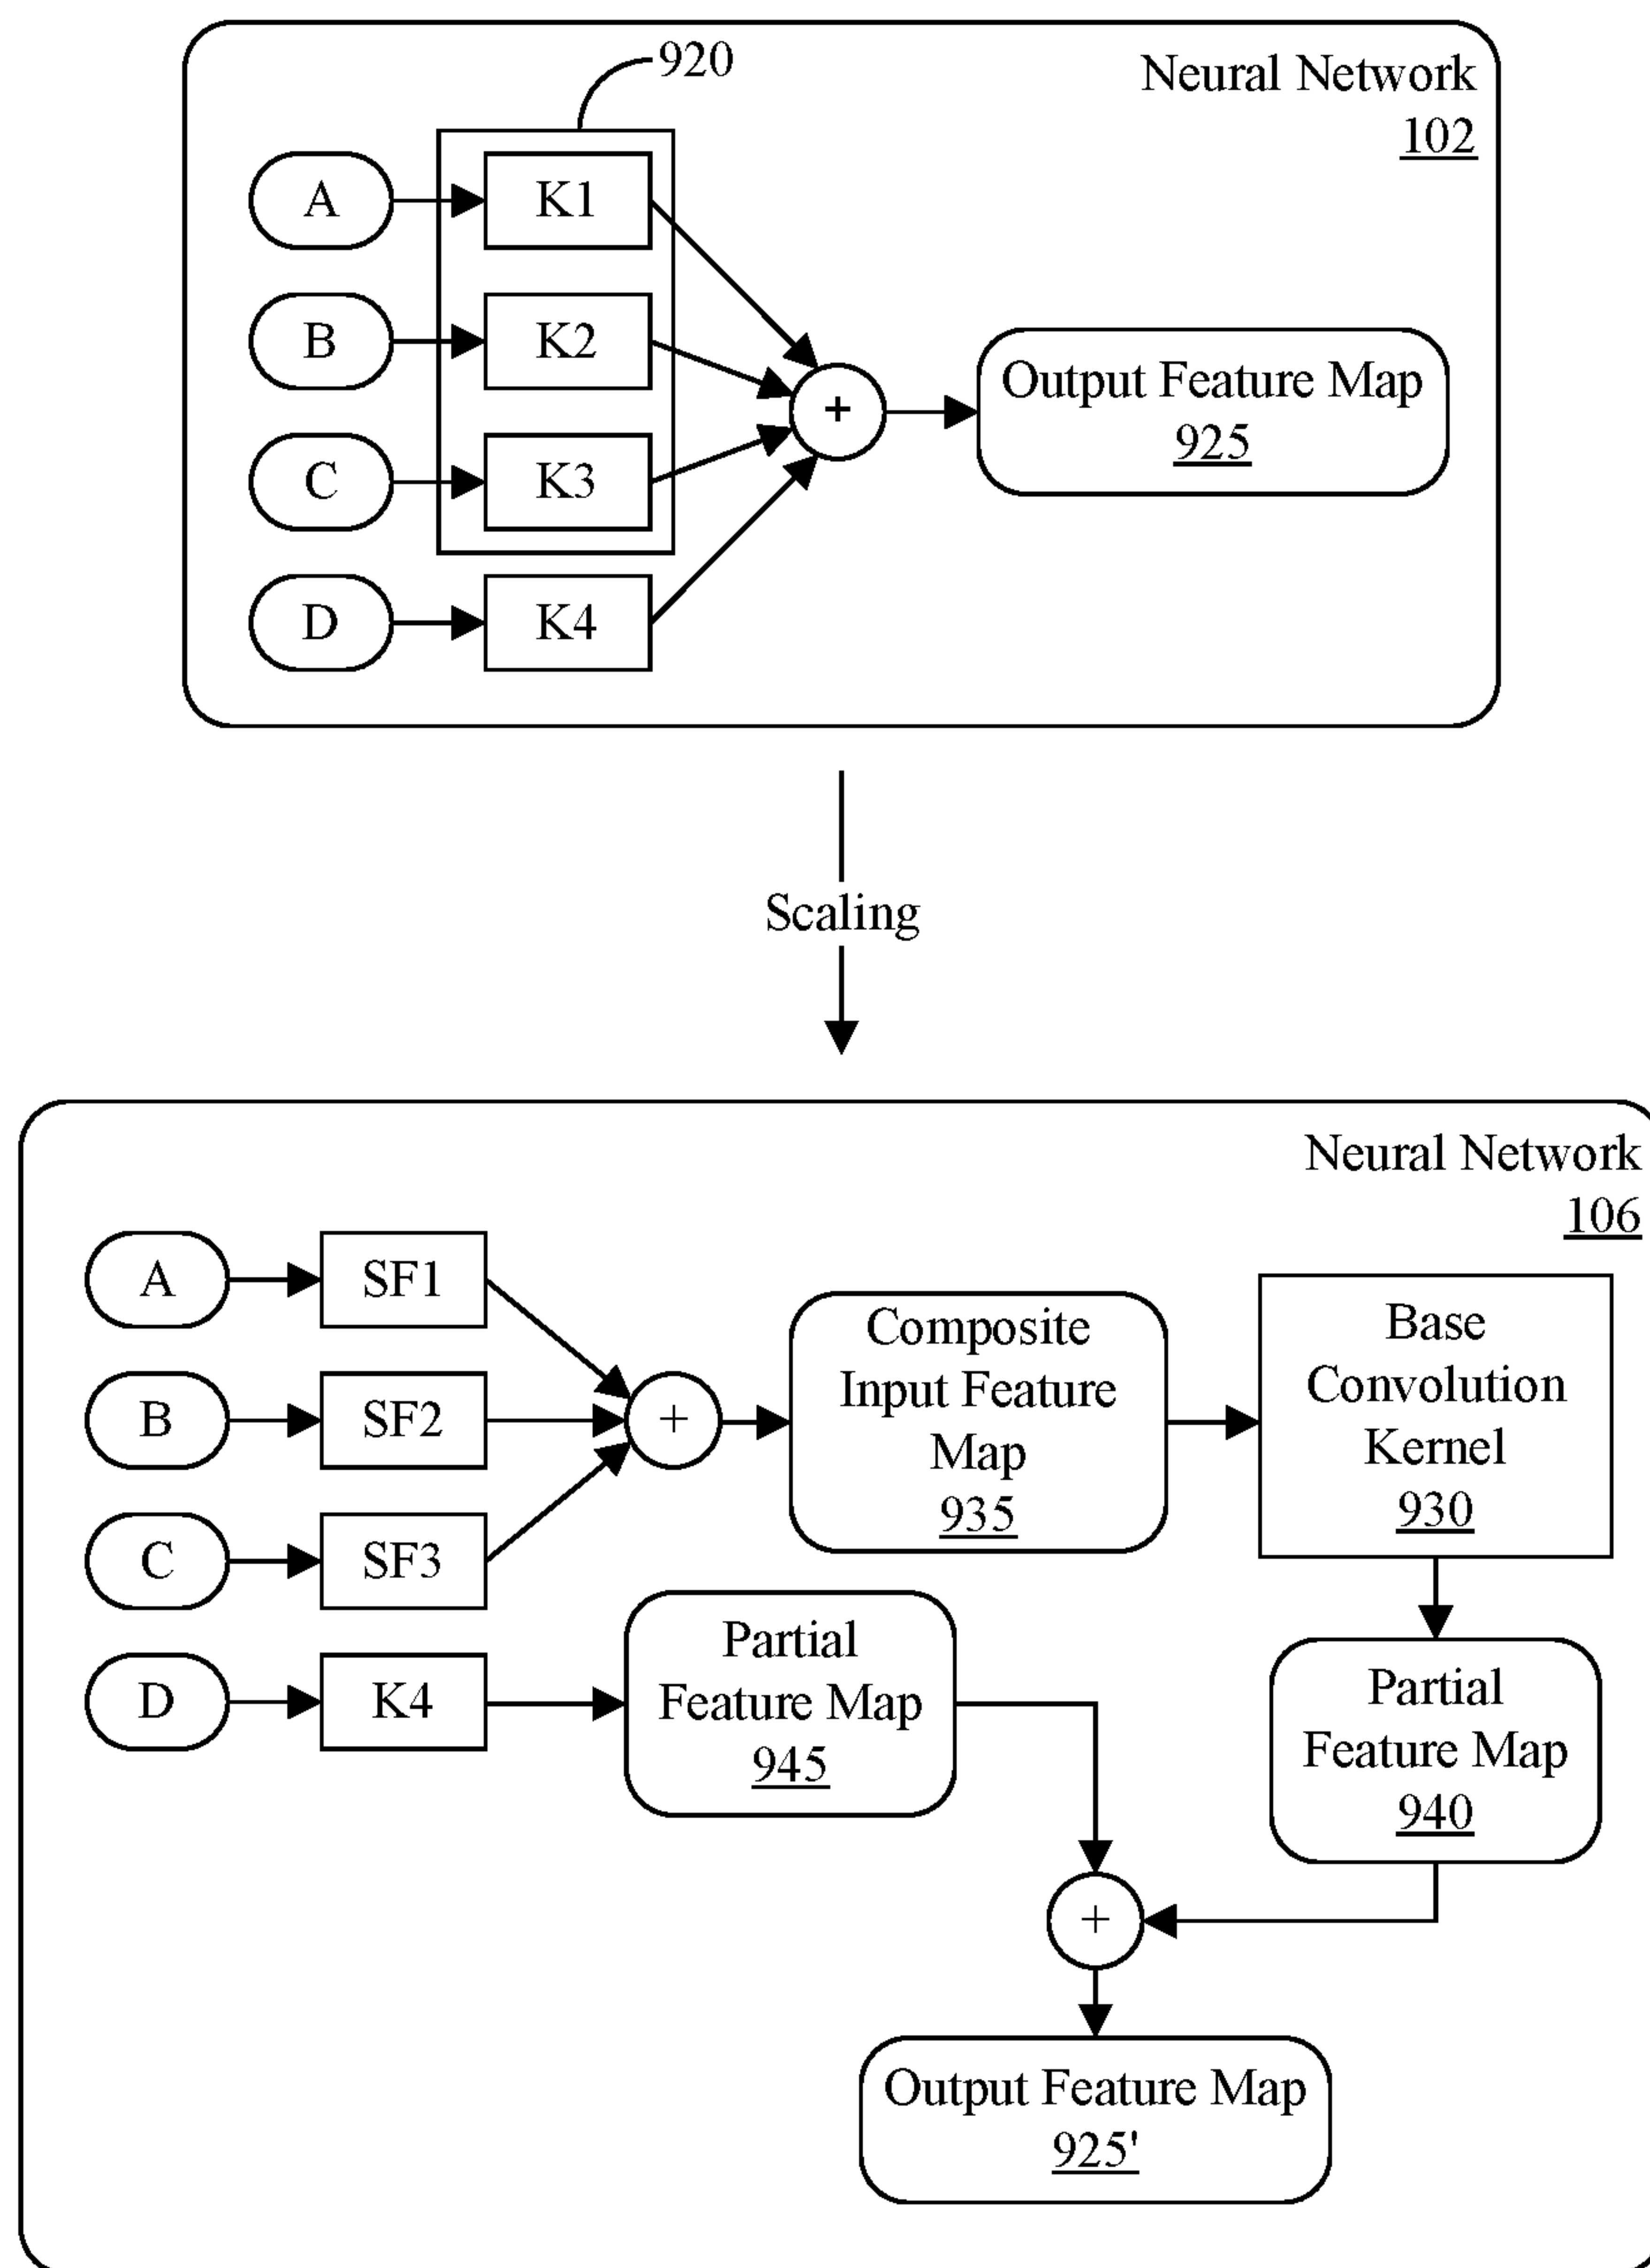 920
Neural Network
102
A
K1
B
K2
C
K3
D
K4
+
Output Feature Map
925
Scaling
Neural Network
106
A
SF1
B
SF2
C
SF3
D
K4
+
Composite
Input Feature
Map
935
Base
Convolution
Kernel
930
Partial
Feature Map
945
Partial
Feature Map
940
+
Output Feature Map
925'